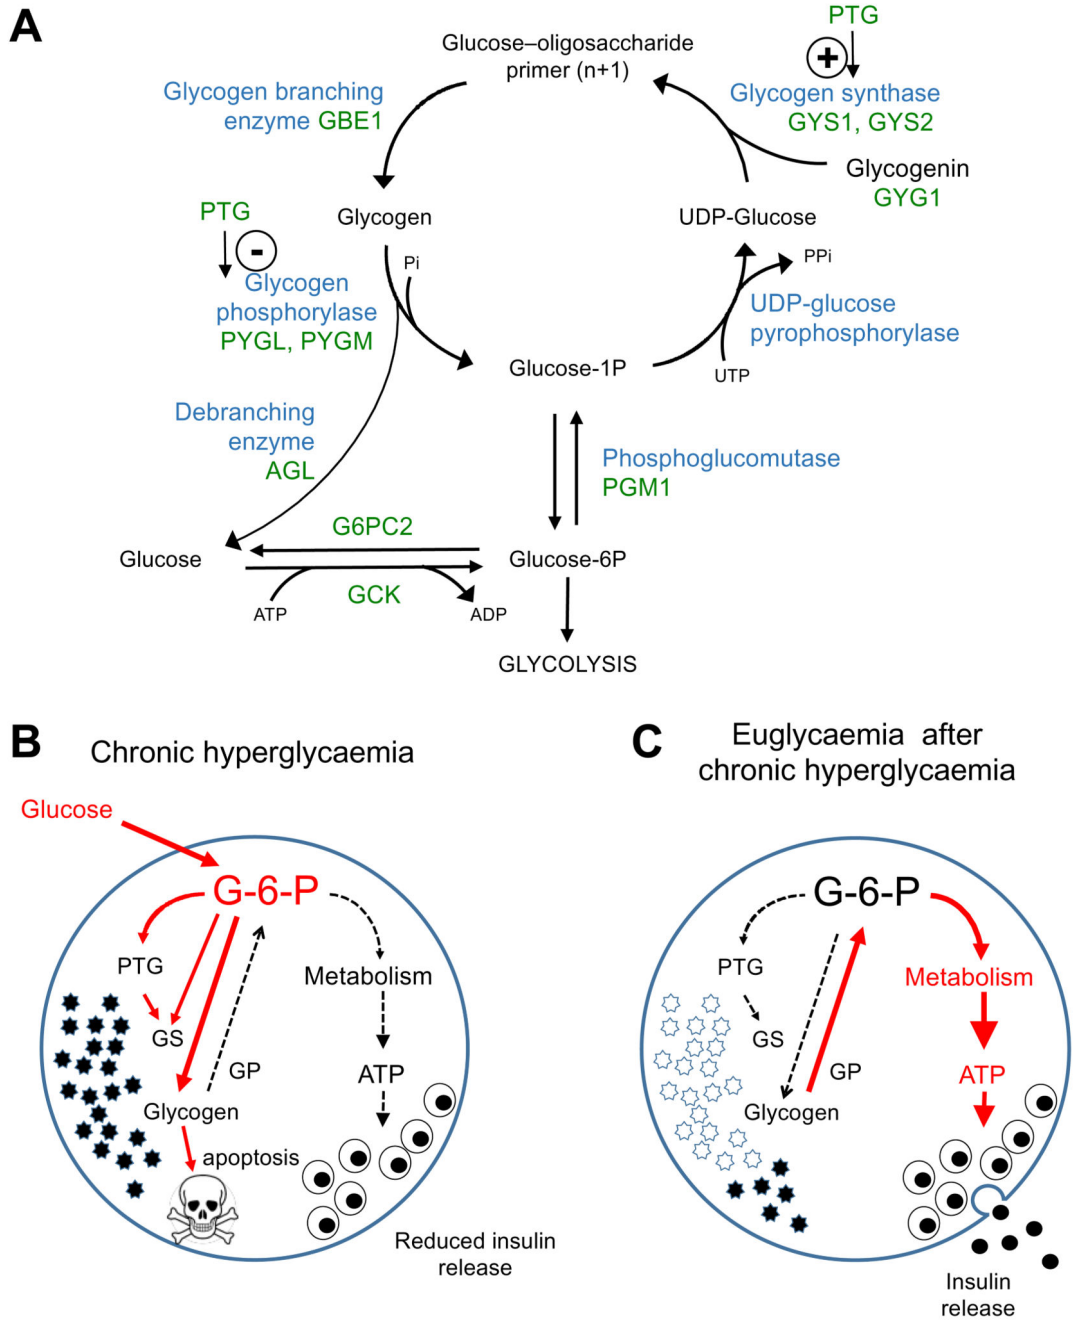 A
PTG
+
Glucose–oligosaccharide
primer (n+1)
Glycogen synthase
GYS1, GYS2
Glycogen branching
enzyme GBE1
Glycogenin
GYG1
PTG
-
Glycogen
UDP-Glucose
Pi
PPi
Glycogen
phosphorylase
PYGL, PYGM
UDP-glucose
pyrophosphorylase
Glucose-1P
UTP
Debranching
enzyme
AGL
Phosphoglucomutase
PGM1
G6PC2
Glucose
Glucose-6P
GCK
ATP
ADP
GLYCOLYSIS
B
Chronic hyperglycaemia
Glucose
G-6-P
PTG
Metabolism
GS
GP
ATP
Glycogen
apoptosis
Reduced insulin
release
C
Euglycaemia after
chronic hyperglycaemia
G-6-P
PTG
Metabolism
GS
GP
ATP
Glycogen
Insulin
release